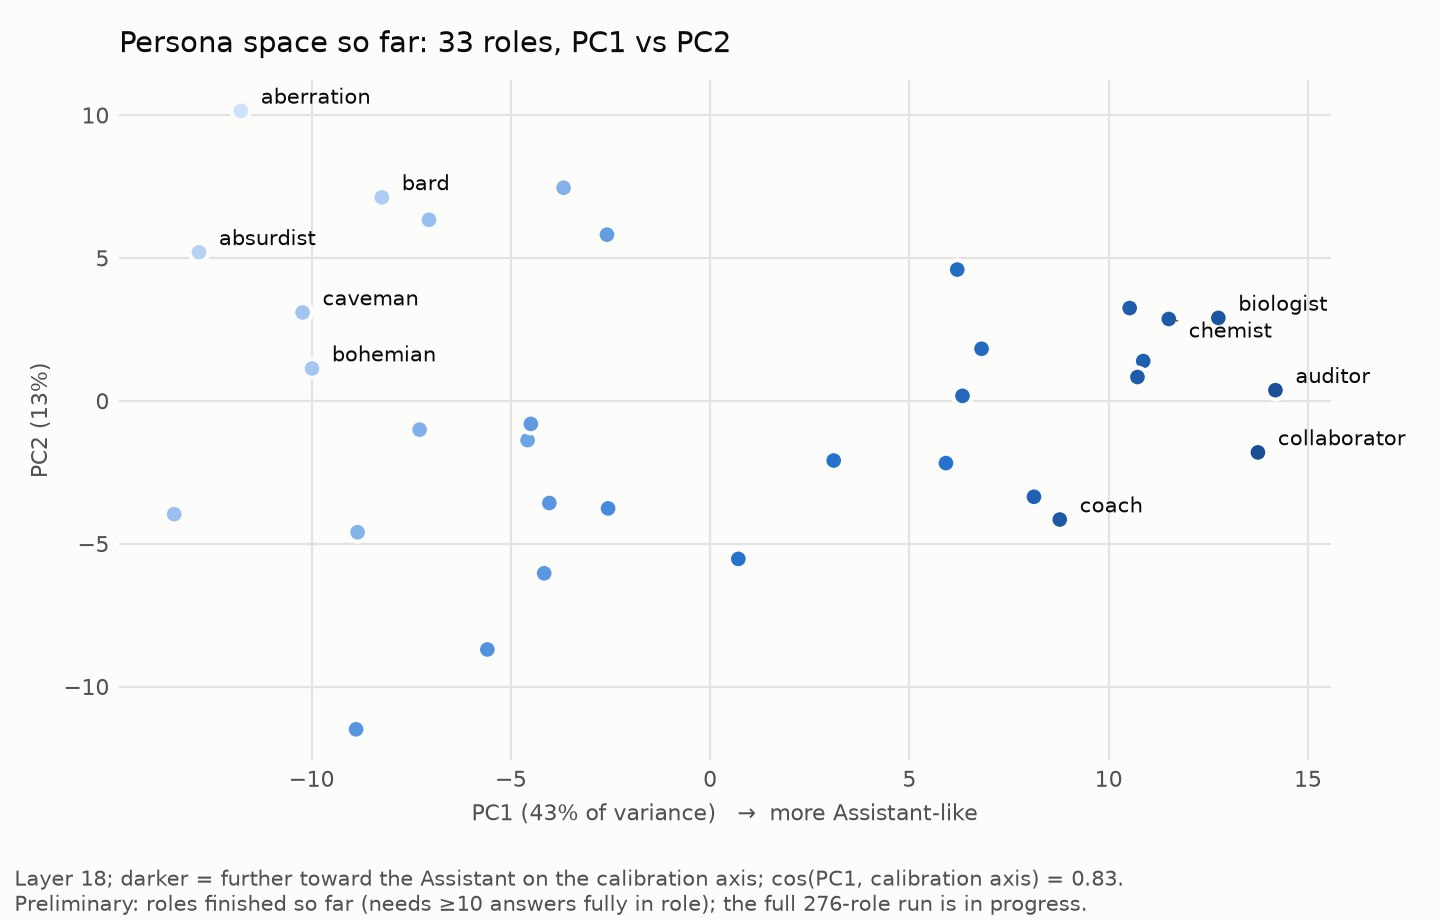 Persona space so far: 33 roles, PC1 vs PC2
aberration
10
bard
absurdist
5
caveman
biologist
chemist
bohemian
auditor
0
PC2 (13%)
collaborator
coach
−5
−10
−10
−5
0
5
10
15
PC1 (43% of variance) → more Assistant-like
Layer 18; darker = further toward the Assistant on the calibration axis; cos(PC1, calibration axis) = 0.83.
Preliminary: roles finished so far (needs ≥10 answers fully in role); the full 276-role run is in progress.